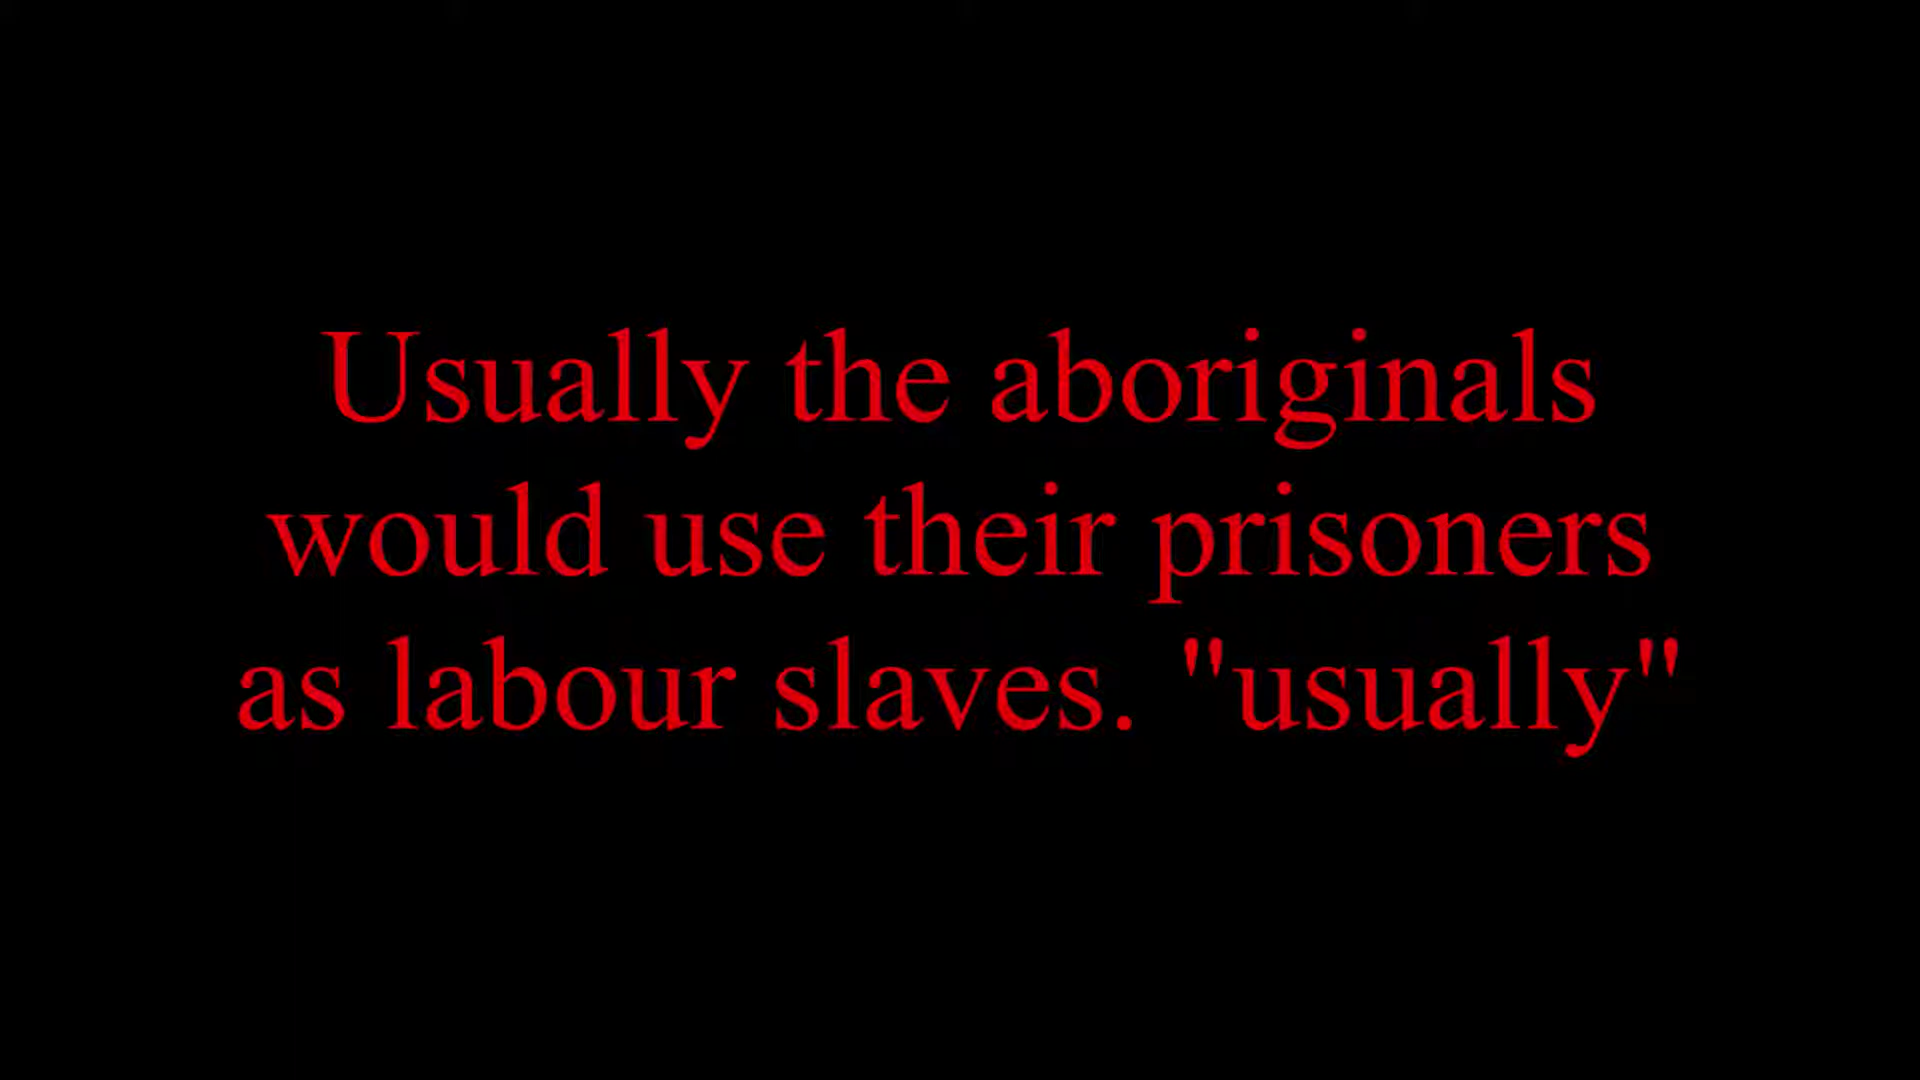 Usually the aboriginals
would use their prisoners
as labour slaves. "usually"